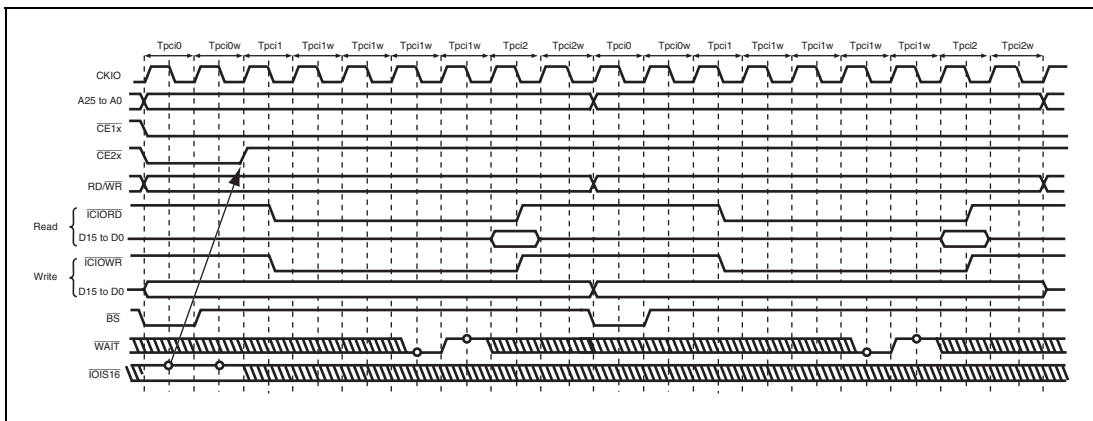 Tpci0 Tpci0w Tpci1 Tpci1w Tpci1w Tpci1w Tpci1w Tpci2 Tpci2w Tpci0 Tpci0w Tpci1 Tpci1w Tpci1w Tpci1w Tpci1w Tpci2 Tpci2w
CKIO
A25 to A0
CE1x
CE2x
RD/WR
Read
ICIORD
D15 to D0
Write
ICIOWR
D15 to D0
BS
WAIT
IOIS16